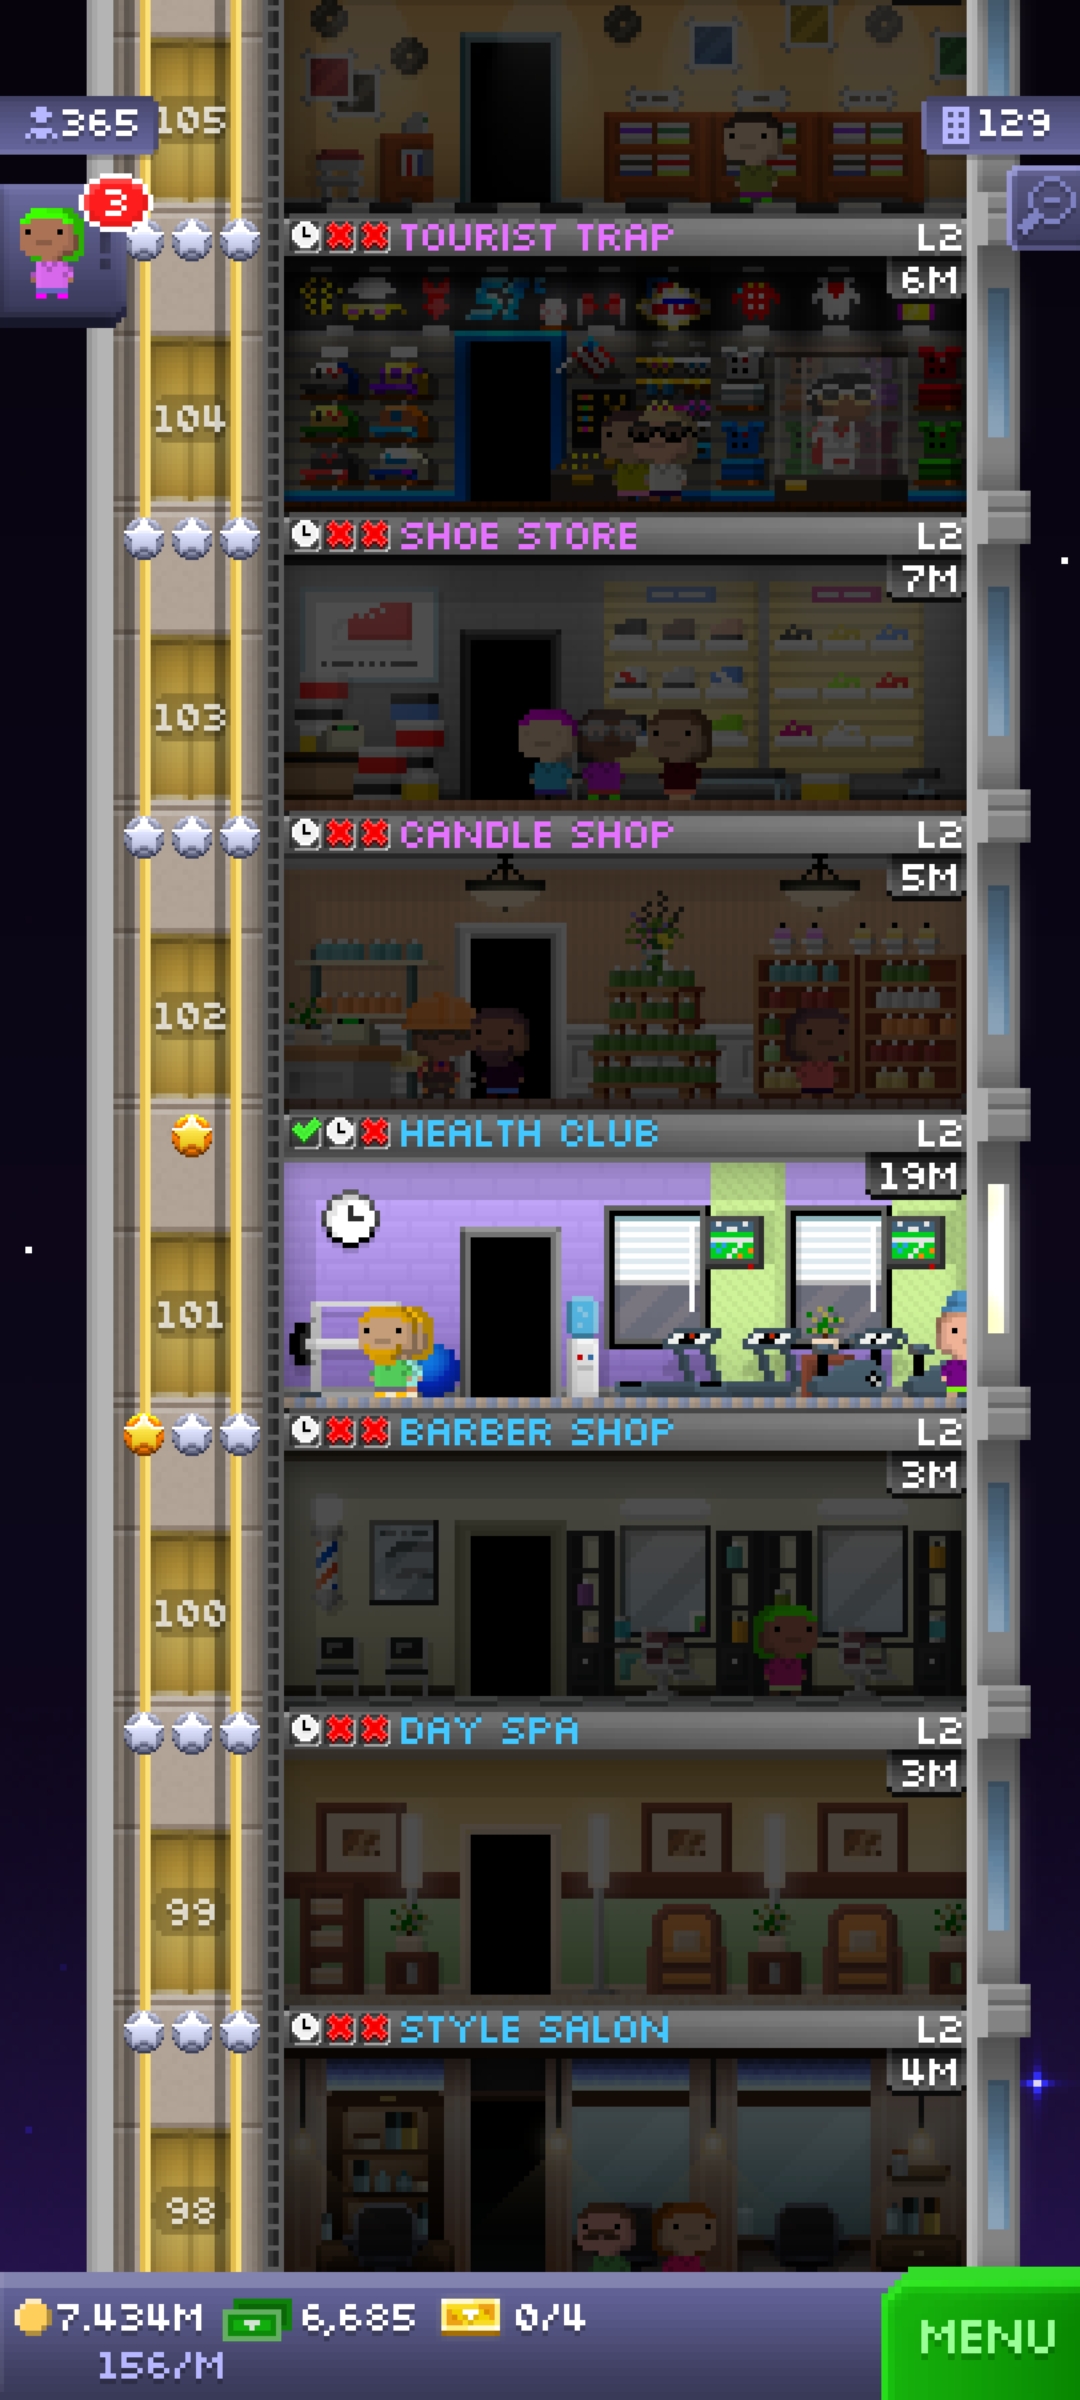 365
105
129
3
TOURIST TRAP L2
6M
104
SHOE STORE L2
7M
103
CANDLE SHOP L2
5M
102
HEALTH CLUB L2
19M
101
BARBER SHOP L2
3M
100
DAY SPA L2
3M
99
STYLE SALON L2
4M
98
7.434M 6,685 0/4
156/M
MENU